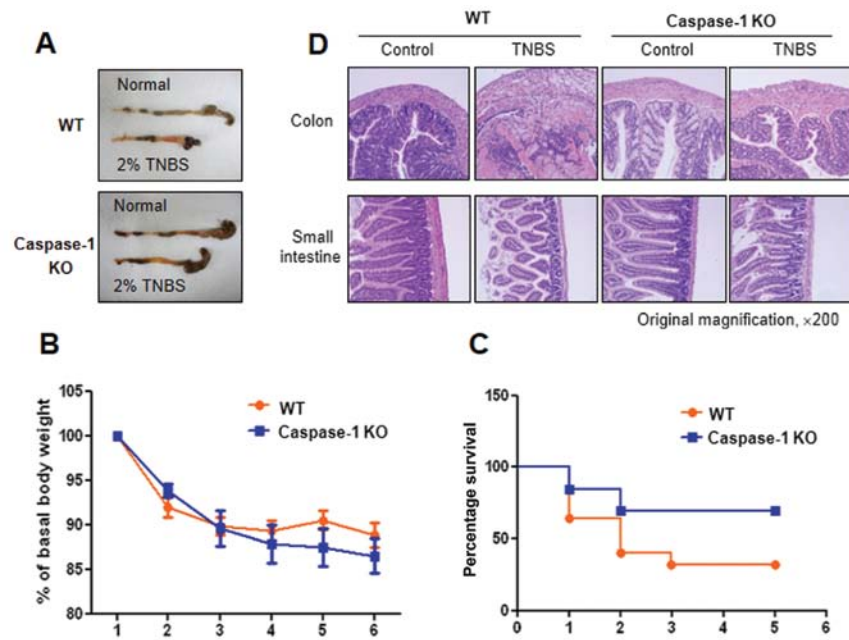 A
Normal
WT
2% TNBS
Normal
Caspase-1
KO
2% TNBS
D
WT
Caspase-1 KO
Control
TNBS
Control
TNBS
Colon
Small
intestine
Original magnification, ×200
B
105
100
95
90
85
80
% of basal body weight
WT
Caspase-1 KO
1 2 3 4 5 6
C
150
100
50
0
Percentage survival
WT
Caspase-1 KO
0 1 2 3 4 5 6